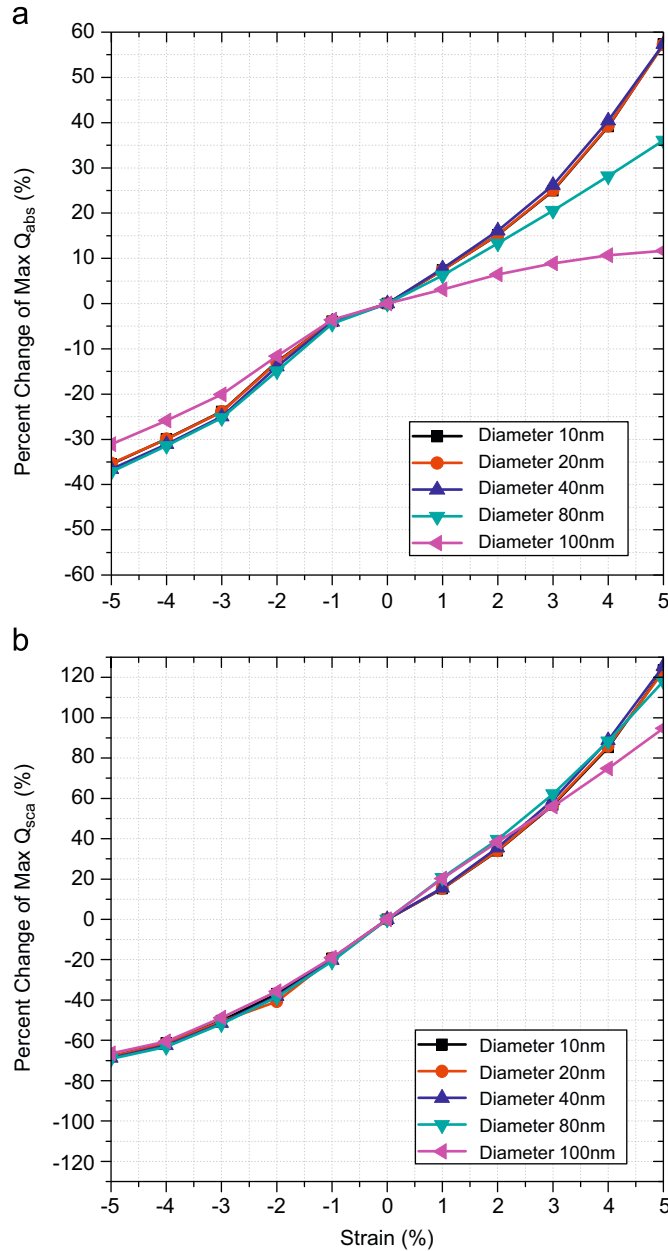 a
60
50
40
30
20
10
0
-10
-20
-30
-40
-50
-60
Percent Change of Max Qabs (%)
Diameter 10nm
Diameter 20nm
Diameter 40nm
Diameter 80nm
Diameter 100nm
-5 -4 -3 -2 -1 0 1 2 3 4 5
b
120
100
80
60
40
20
0
-20
-40
-60
-80
-100
-120
Percent Change of Max Qsca (%)
Diameter 10nm
Diameter 20nm
Diameter 40nm
Diameter 80nm
Diameter 100nm
-5 -4 -3 -2 -1 0 1 2 3 4 5
Strain (%)